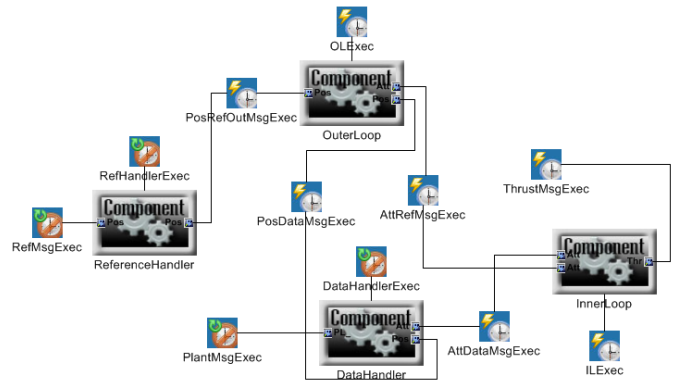 OLExec
Component
Pos
Att
Pos
OuterLoop
PosRefOutMsgExec
RefHandlerExec
Component
Pos
Pos
ReferenceHandler
RefMsgExec
PosDataMsgExec
AttRefMsgExec
ThrustMsgExec
Component
Att
Att
Thr
InnerLoop
DataHandlerExec
Component
PL
Att
Pos
DataHandler
PlantMsgExec
AttDataMsgExec
ILExec